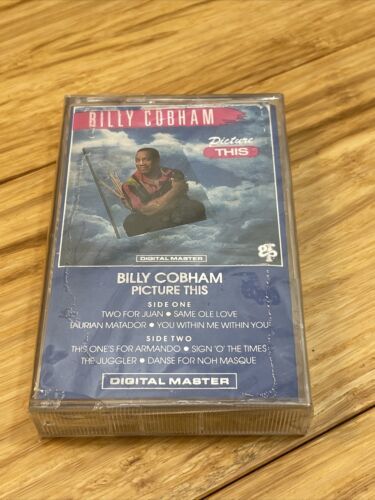 BILLY COBHAM
Picture
THIS
DIGITAL MASTER
GRP
BILLY COBHAM
PICTURE THIS
SIDE ONE
TWO FOR JUAN ● SAME OLE LOVE
TAURIAN MATADOR ● YOU WITHIN ME WITHIN YOU
SIDE TWO
THIS ONE'S FOR ARMANDO ● SIGN 'O' THE TIMES
THE JUGGLER ● DANSE FOR NOH MASQUE
DIGITAL MASTER